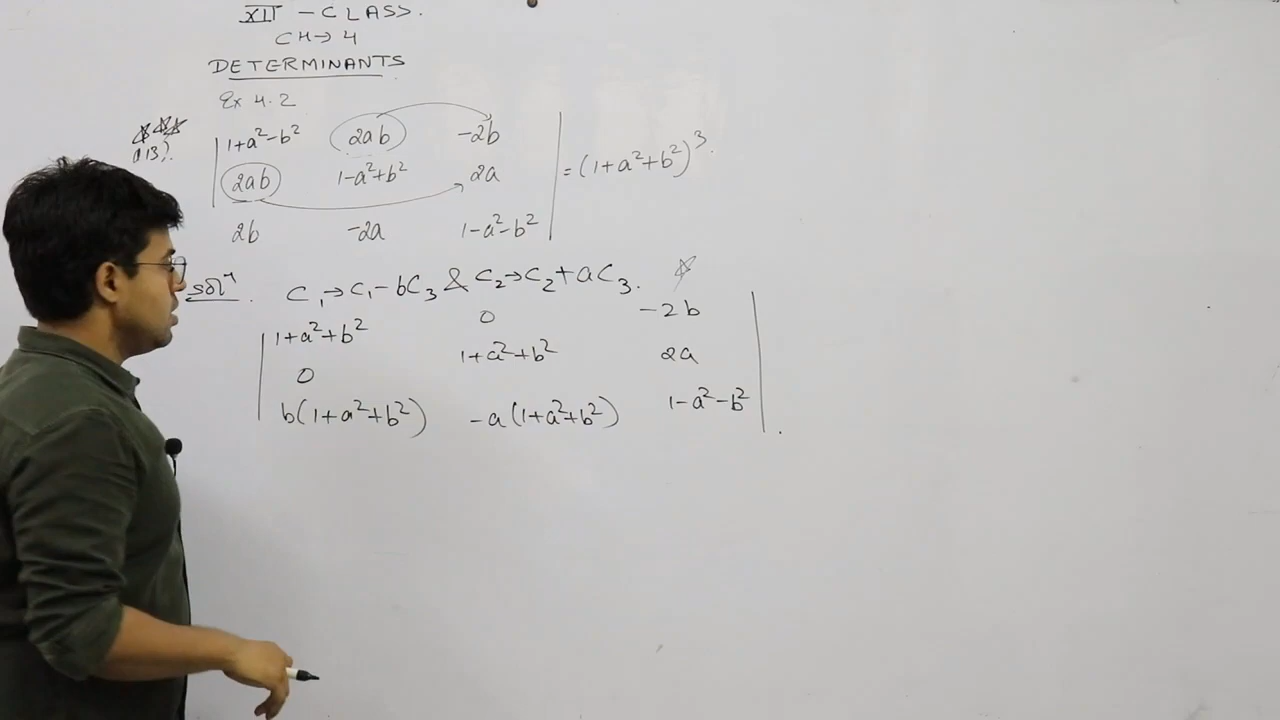 XII - CLASS.
CH→ 4
DETERMINANTS
Ex 4.2
1+a²-b² 2ab -2b
2ab 1-a²+b² 2a = (1+a²+b²)³.
2b -2a 1-a²-b²
solⁿ. C₁→C₁-bC₃ & C₂→C₂+aC₃.
1+a²+b² 0 -2b
0 1+a²+b² 2a
b(1+a²+b²) -a(1+a²+b²) 1-a²-b²